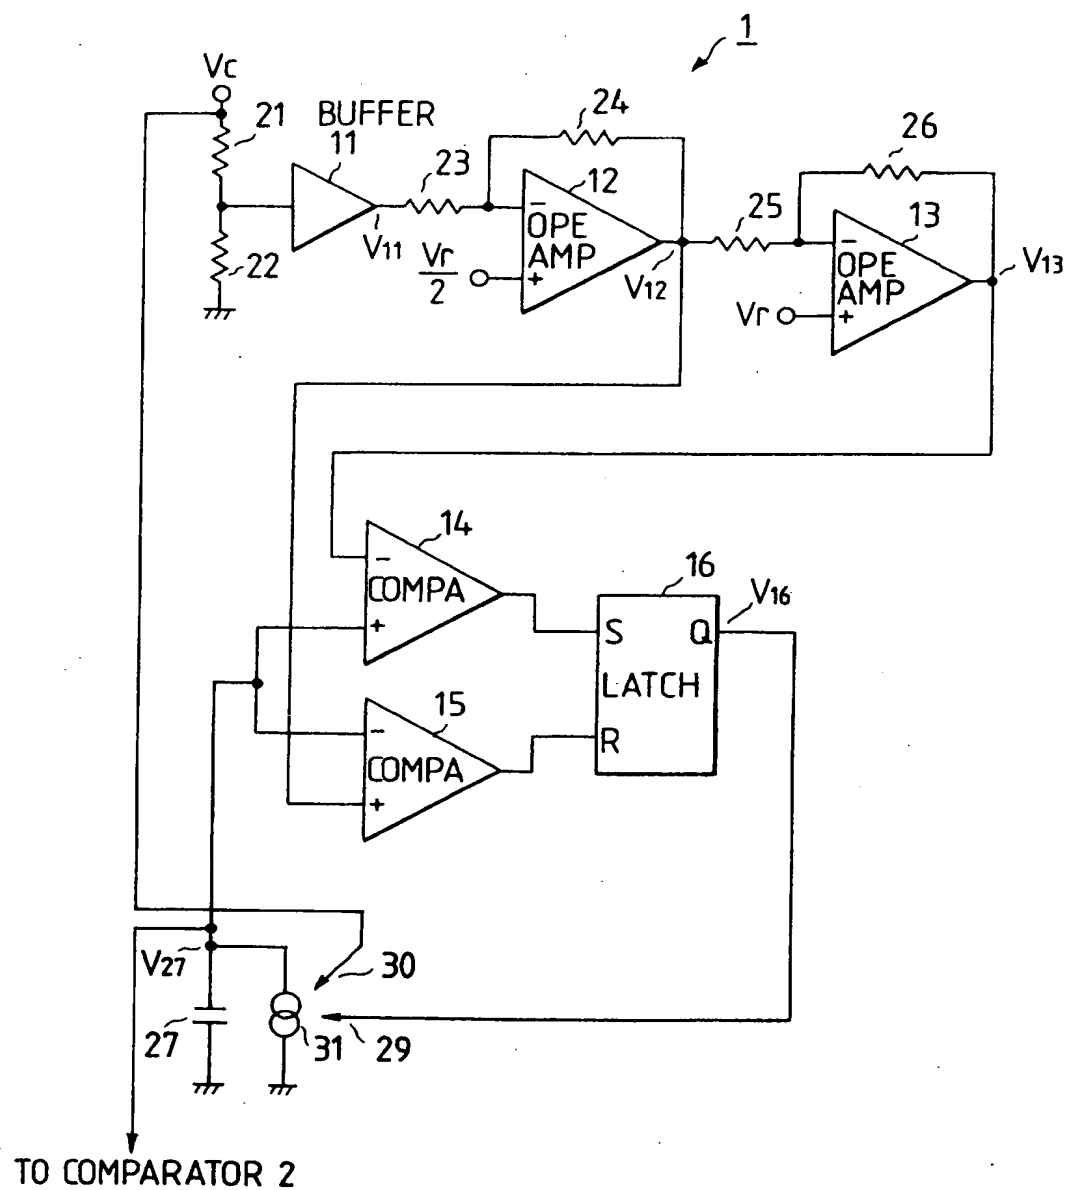 1
Vc
21
BUFFER
11
24
23
12
26
22
V11
Vr
2
−
OPE
AMP
+
V12
25
13
−
OPE
AMP
+
Vr
V13
14
−
COMPA
+
16
V16
S
Q
LATCH
R
15
−
COMPA
+
V27
30
27
31
29
TO COMPARATOR 2